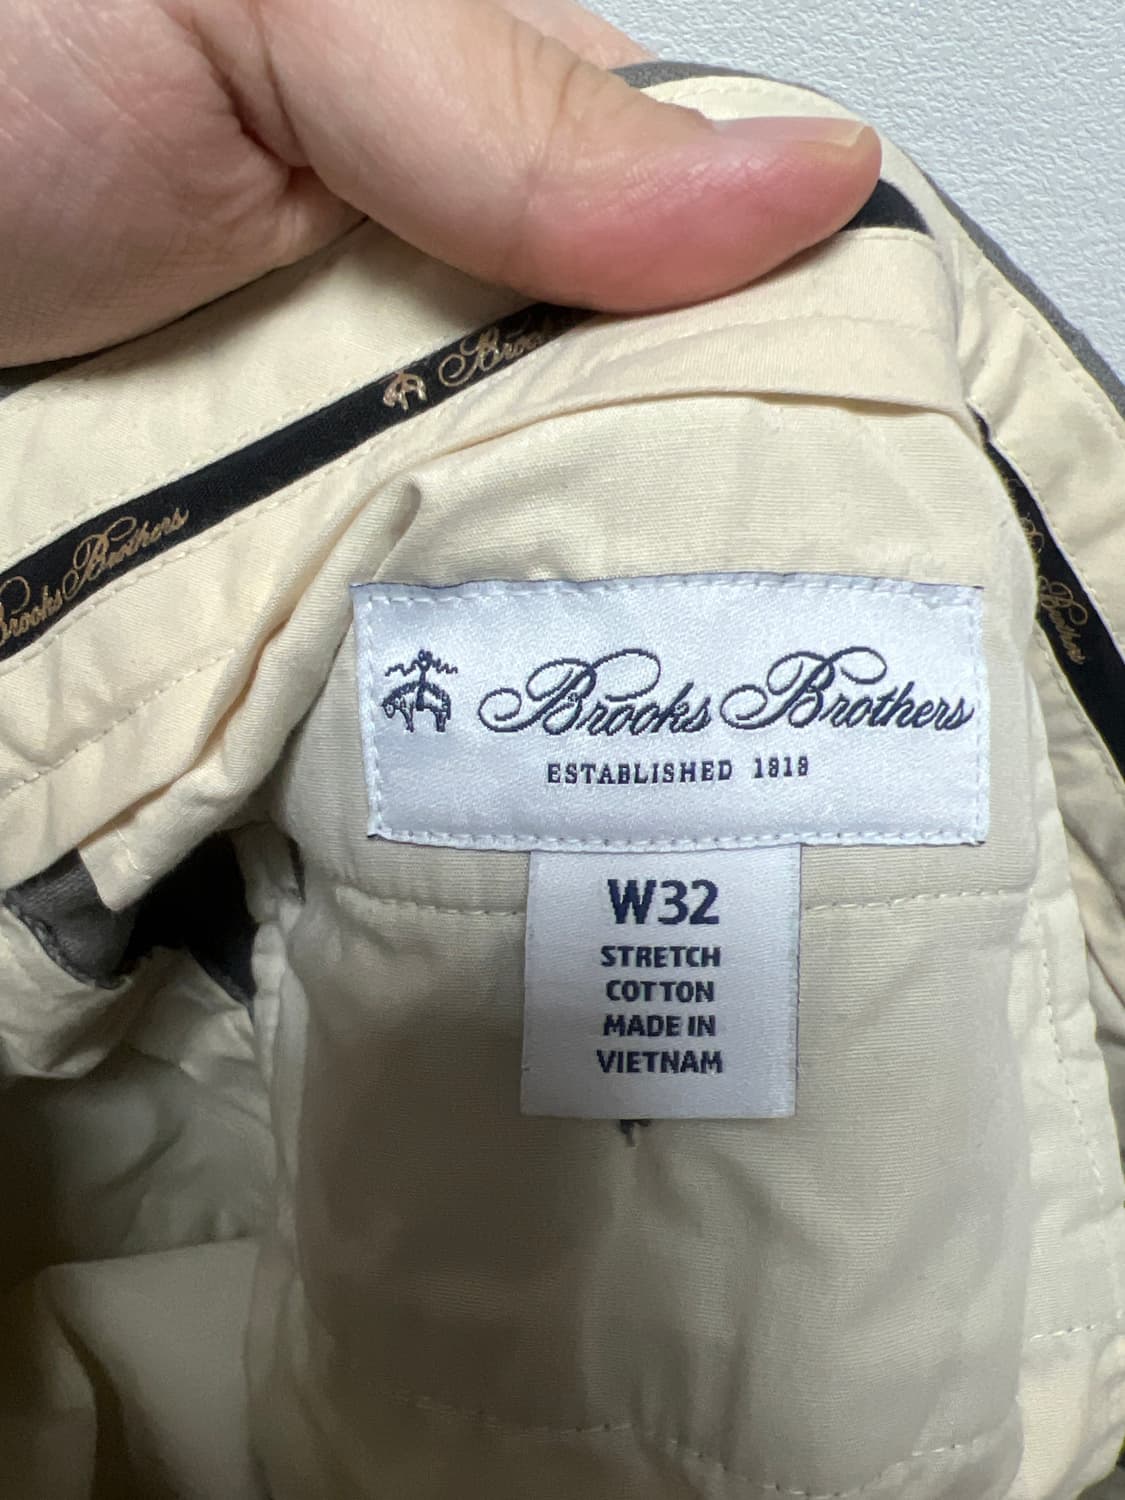 Brooks Brothers
Brooks Brothers
Brooks Brothers
ESTABLISHED 1818
W32
STRETCH
COTTON
MADE IN
VIETNAM